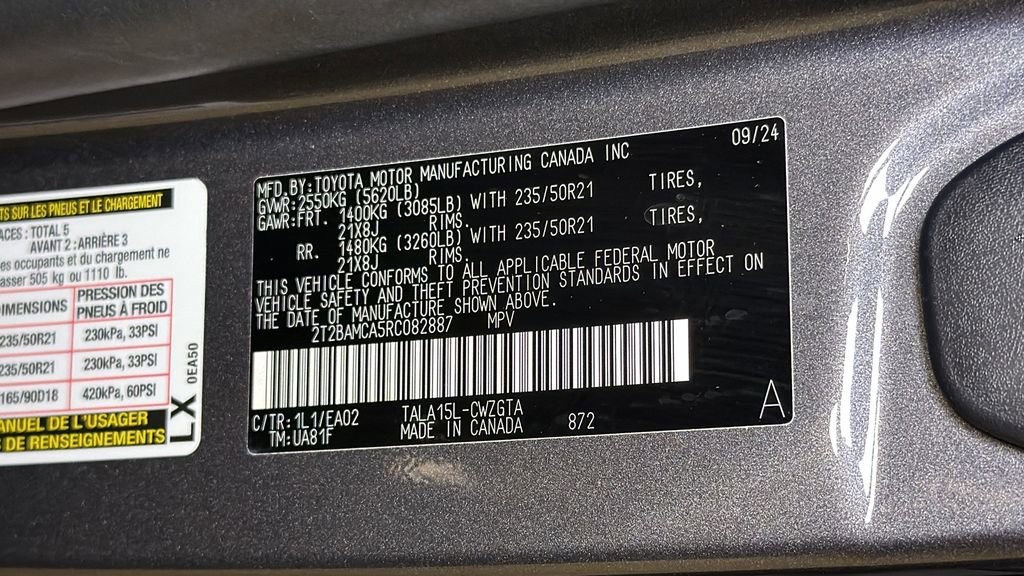 TS SUR LES PNEUS ET LE CHARGEMENT
ACES : TOTAL 5
AVANT 2 : ARRIÈRE 3
es occupants et du chargement ne
asser 505 kg ou 1110 lb.
IMENSIONS PRESSION DES PNEUS À FROID
235/50R21 230kPa, 33PSI
235/50R21 230kPa, 33PSI
165/90D18 420kPa, 60PSI
ANUEL DE L'USAGER
S DE RENSEIGNEMENTS
LX 0EA50
09/24
MFD.BY:TOYOTA MOTOR MANUFACTURING CANADA INC
GVWR:2550KG (5620LB)
GAWR:FRT. 1400KG (3085LB) WITH 235/50R21 TIRES,
21X8J RIMS.
RR. 1480KG (3260LB) WITH 235/50R21 TIRES,
21X8J RIMS.
THIS VEHICLE CONFORMS TO ALL APPLICABLE FEDERAL MOTOR
VEHICLE SAFETY AND THEFT PREVENTION STANDARDS IN EFFECT ON
THE DATE OF MANUFACTURE SHOWN ABOVE.
2T2BAMCA5RC082887 MPV
C/TR:1L1/EA02 TALA15L-CWZGTA
TM:UA81F MADE IN CANADA 872
A